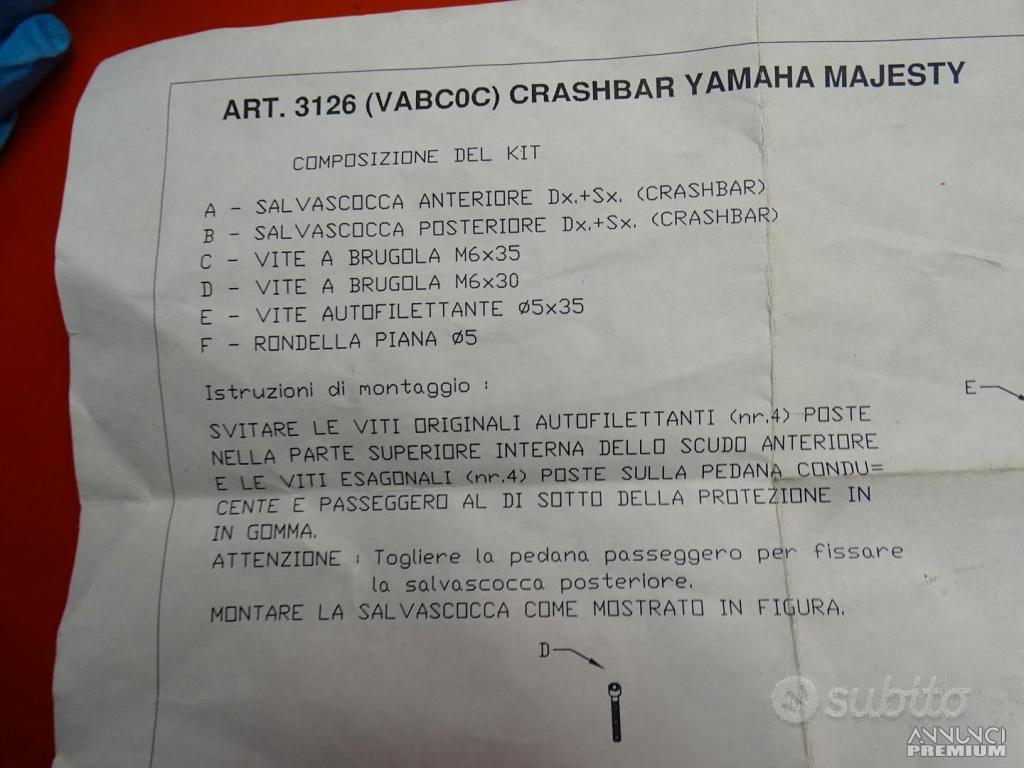 ART. 3126 (VABC0C) CRASHBAR YAMAHA MAJESTY
COMPOSIZIONE DEL KIT
A - SALVASCOCCA ANTERIORE Dx.+Sx. (CRASHBAR)
B - SALVASCOCCA POSTERIORE Dx.+Sx. (CRASHBAR)
C - VITE A BRUGOLA M6x35
D - VITE A BRUGOLA M6x30
E - VITE AUTOFILETTANTE Ø5x35
F - RONDELLA PIANA Ø5
Istruzioni di montaggio :
E
SVITARE LE VITI ORIGINALI AUTOFILETTANTI (nr.4) POSTE
NELLA PARTE SUPERIORE INTERNA DELLO SCUDO ANTERIORE
E LE VITI ESAGONALI (nr.4) POSTE SULLA PEDANA CONDU=
CENTE E PASSEGGERO AL DI SOTTO DELLA PROTEZIONE IN
IN GOMMA.
ATTENZIONE : Togliere la pedana passeggero per fissare
la salvascocca posteriore.
MONTARE LA SALVASCOCCA COME MOSTRATO IN FIGURA.
D
subito
ANNUNCI
PREMIUM